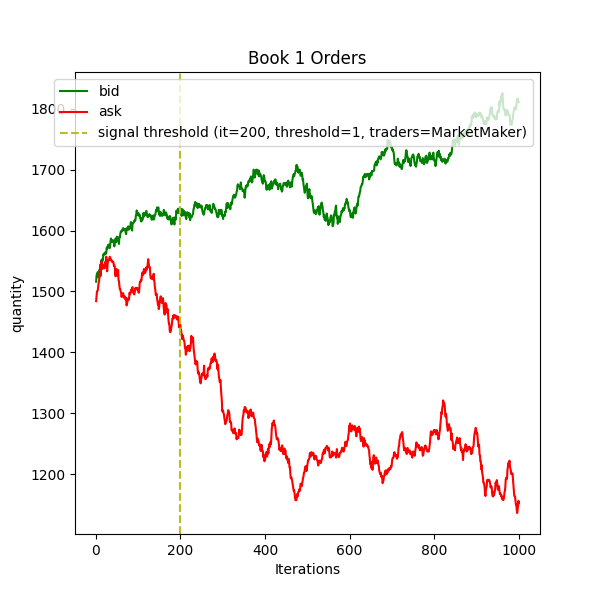 Book 1 Orders
bid
ask
signal threshold (it=200, threshold=1, traders=MarketMaker)
1800
1700
1600
1500
1400
1300
1200
quantity
0 200 400 600 800 1000
Iterations